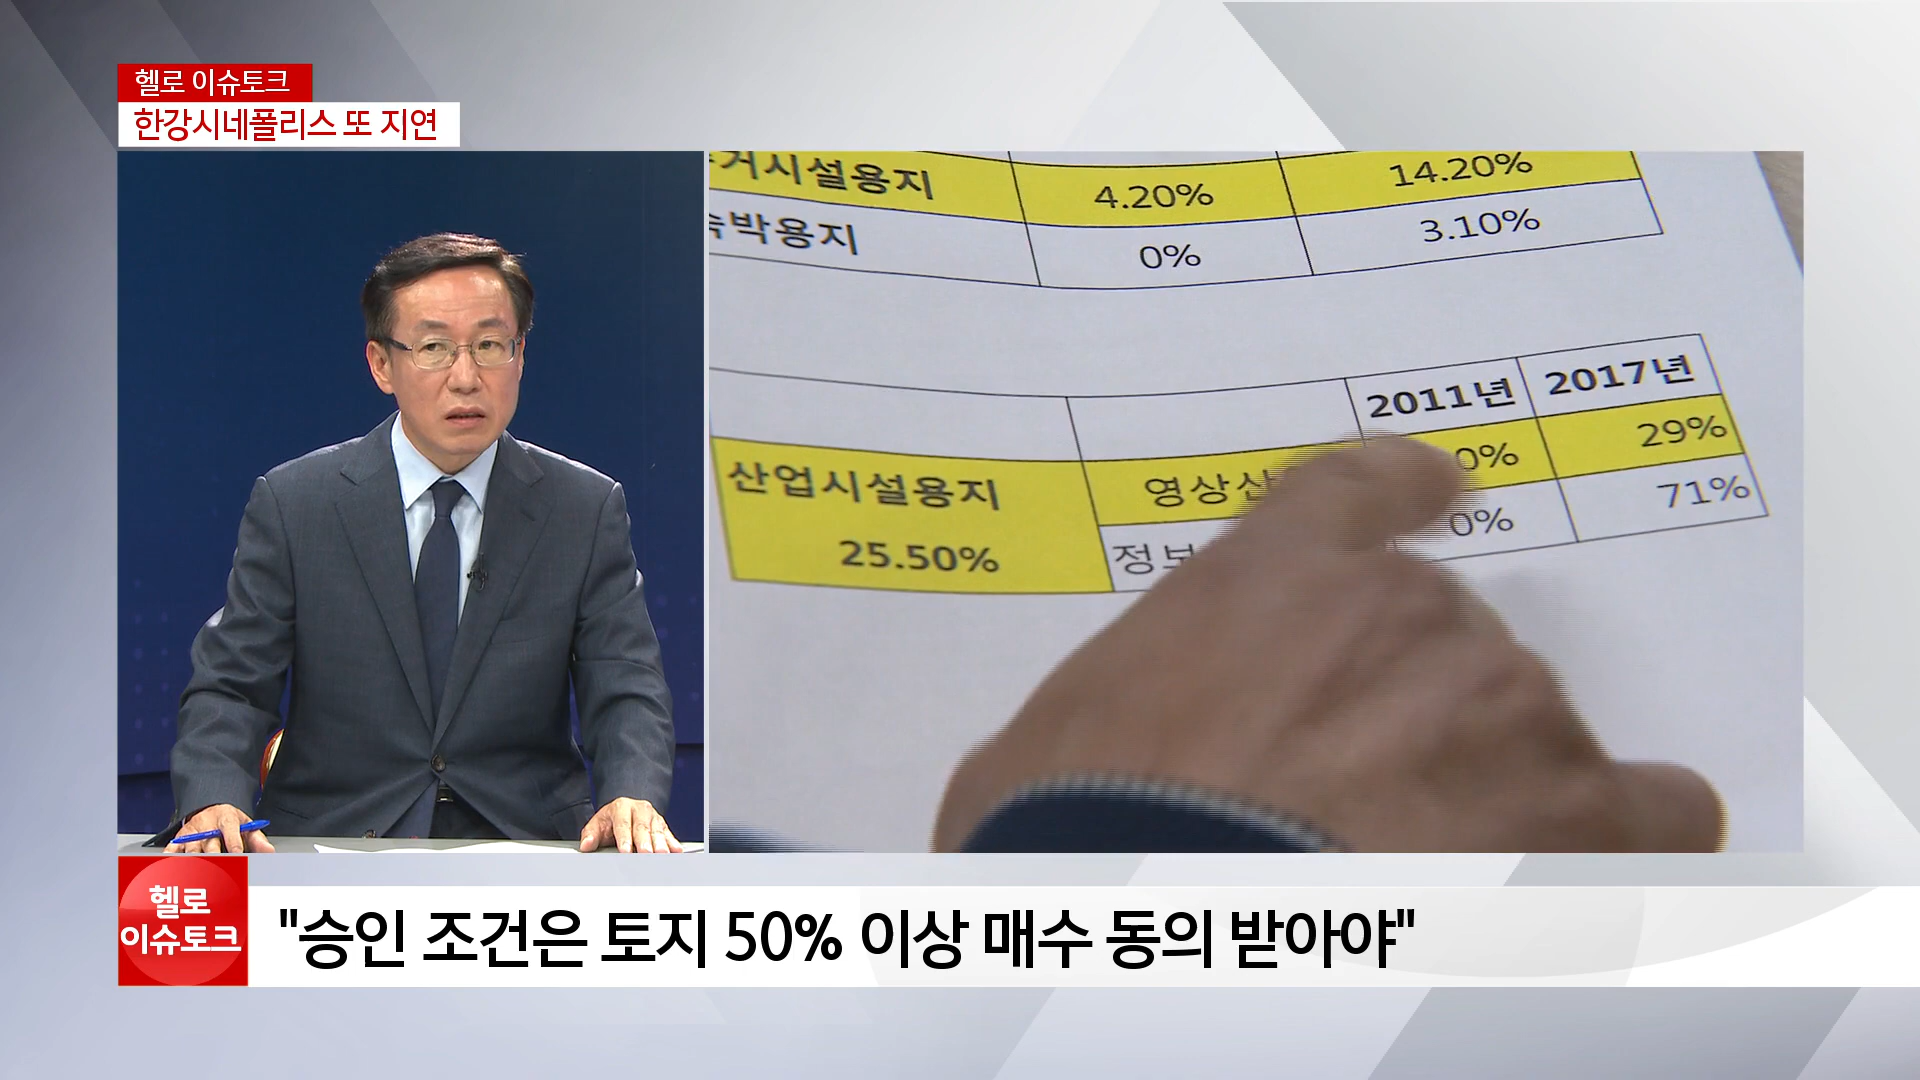 헬로 이슈토크
한강시네폴리스 또 지연
거시설용지 4.20% 14.20%
숙박용지 0% 3.10%
2011년 2017년
산업시설용지 29%
25.50% 0% 71%
헬로
이슈토크
"승인 조건은 토지 50% 이상 매수 동의 받아야"